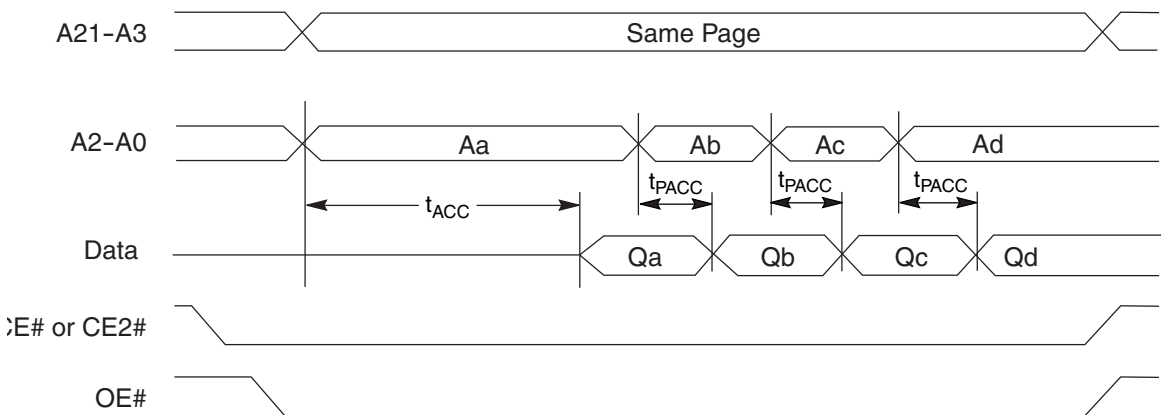 A21-A3
Same Page
A2-A0
Aa
Ab
Ac
Ad
tACC
tPACC
tPACC
tPACC
Data
Qa
Qb
Qc
Qd
E# or CE2#
OE#